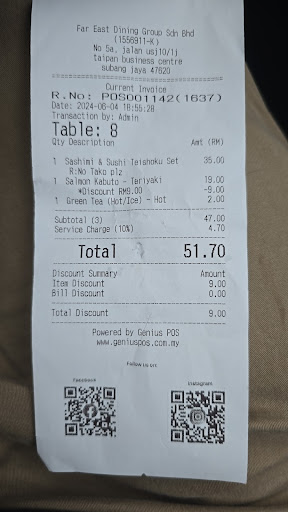 Far East Dining Group Sdn Bhd
(1556911-K)
No 5a, jalan usj10/1j
taipan business centre
subang jaya 47620
Current Invoice
R.No: POS001142(1637)
Date: 2024-06-04 18:55:28
Transaction by: Admin
Table: 8
Qty Description Amt (RM)
1 Sashimi & Sushi Teishoku Set 35.00
R:No Tako plz
1 Salmon Kabuto - Teriyaki 19.00
*Discount RM9.00 -9.00
1 Green Tea (Hot/Ice) - Hot 2.00
Subtotal (3) 47.00
Service Charge (10%) 4.70
Total 51.70
Discount Summary Amount
Item Discount 9.00
Bill Discount 0.00
Total Discount 9.00
Powered by Genius POS
www.geniuspos.com.my
Follow Us On:
Facebook Instagram